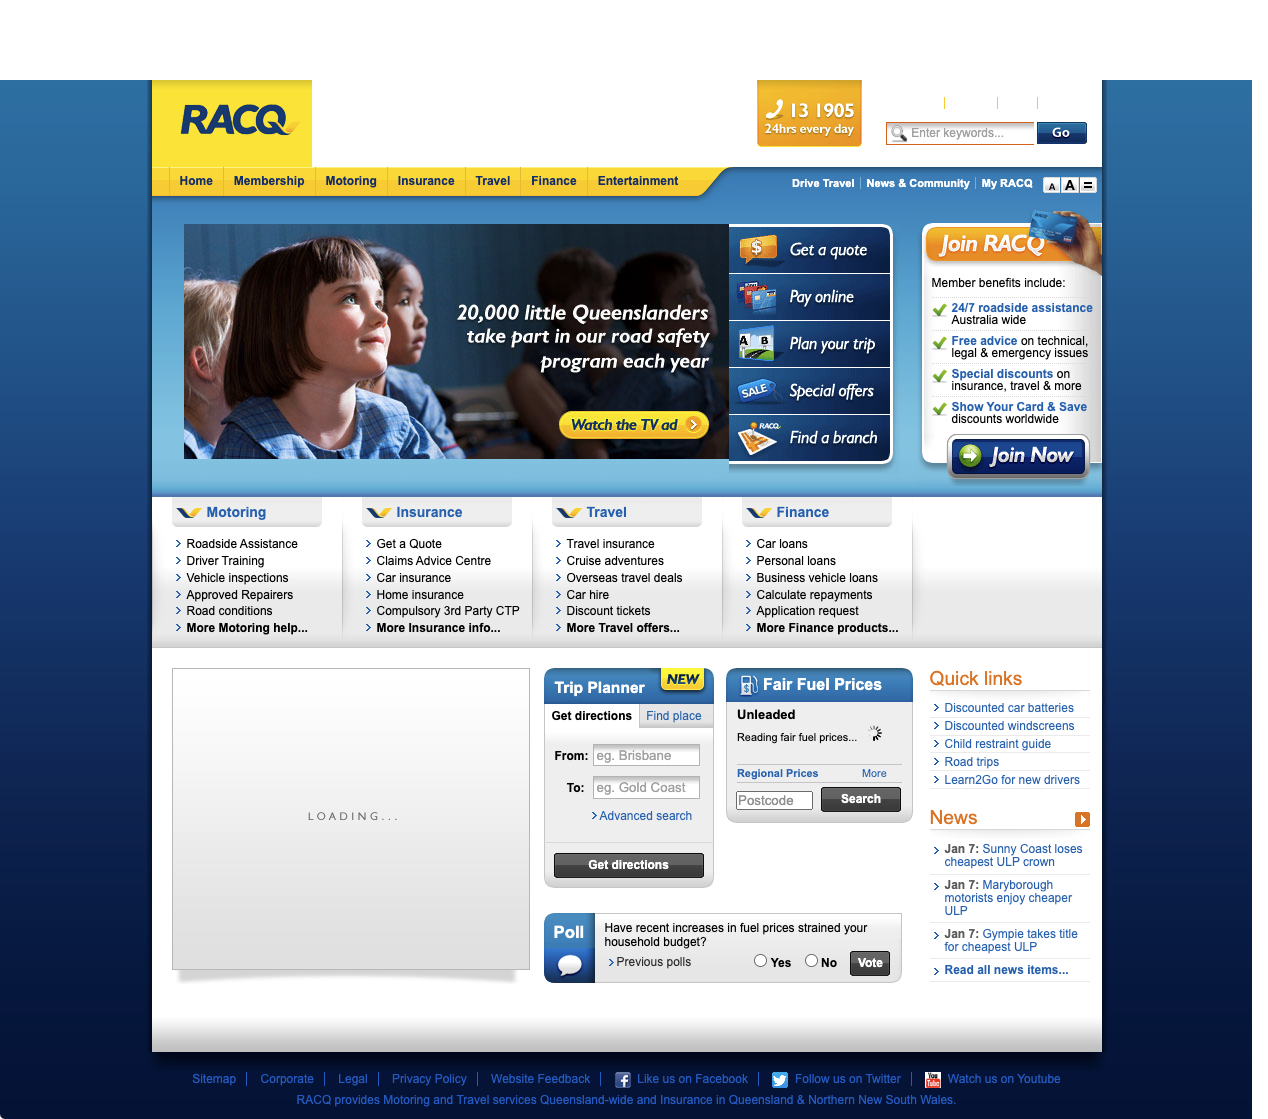 RACQ
13 1905
24hrs every day
Enter keywords...
Go
Home
Membership
Motoring
Insurance
Travel
Finance
Entertainment
Drive Travel
News & Community
My RACQ
A
A
20,000 little Queenslanders
take part in our road safety
program each year
Watch the TV ad
Get a quote
Pay online
A B
Plan your trip
SALE
Special offers
RACQ
Find a branch
RACQ
Join RACQ
Member benefits include:
24/7 roadside assistance
Australia wide
Free advice on technical,
legal & emergency issues
Special discounts on
insurance, travel & more
Show Your Card & Save
discounts worldwide
Join Now
Motoring
Roadside Assistance
Driver Training
Vehicle inspections
Approved Repairers
Road conditions
More Motoring help...
Insurance
Get a Quote
Claims Advice Centre
Car insurance
Home insurance
Compulsory 3rd Party CTP
More Insurance info...
Travel
Travel insurance
Cruise adventures
Overseas travel deals
Car hire
Discount tickets
More Travel offers...
Finance
Car loans
Personal loans
Business vehicle loans
Calculate repayments
Application request
More Finance products...
LOADING...
Trip Planner
NEW
Get directions
Find place
From:
eg. Brisbane
To:
eg. Gold Coast
Advanced search
Get directions
Fair Fuel Prices
Unleaded
Reading fair fuel prices...
Regional Prices
More
Postcode
Search
Poll
Have recent increases in fuel prices strained your
household budget?
Previous polls
Yes
No
Vote
Quick links
Discounted car batteries
Discounted windscreens
Child restraint guide
Road trips
Learn2Go for new drivers
News
Jan 7: Sunny Coast loses
cheapest ULP crown
Jan 7: Maryborough
motorists enjoy cheaper
ULP
Jan 7: Gympie takes title
for cheapest ULP
Read all news items...
Sitemap
Corporate
Legal
Privacy Policy
Website Feedback
Like us on Facebook
Follow us on Twitter
You Tube
Watch us on Youtube
RACQ provides Motoring and Travel services Queensland-wide and Insurance in Queensland & Northern New South Wales.